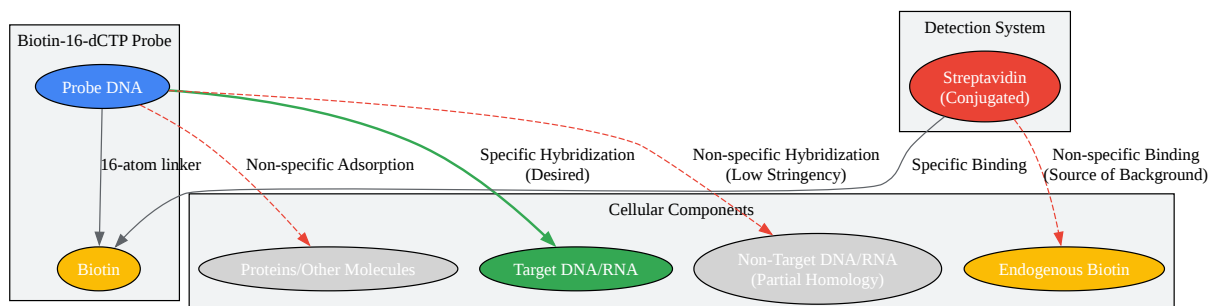 Biotin-16-dCTP Probe
Detection System
Probe DNA
Streptavidin
(Conjugated)
16-atom linker
Non-specific Adsorption
Specific Hybridization
(Desired)
Non-specific Hybridization
(Low Stringency)
Specific Binding
Non-specific Binding
(Source of Background)
Cellular Components
Biotin
Proteins/Other Molecules
Target DNA/RNA
Non-Target DNA/RNA
(Partial Homology)
Endogenous Biotin